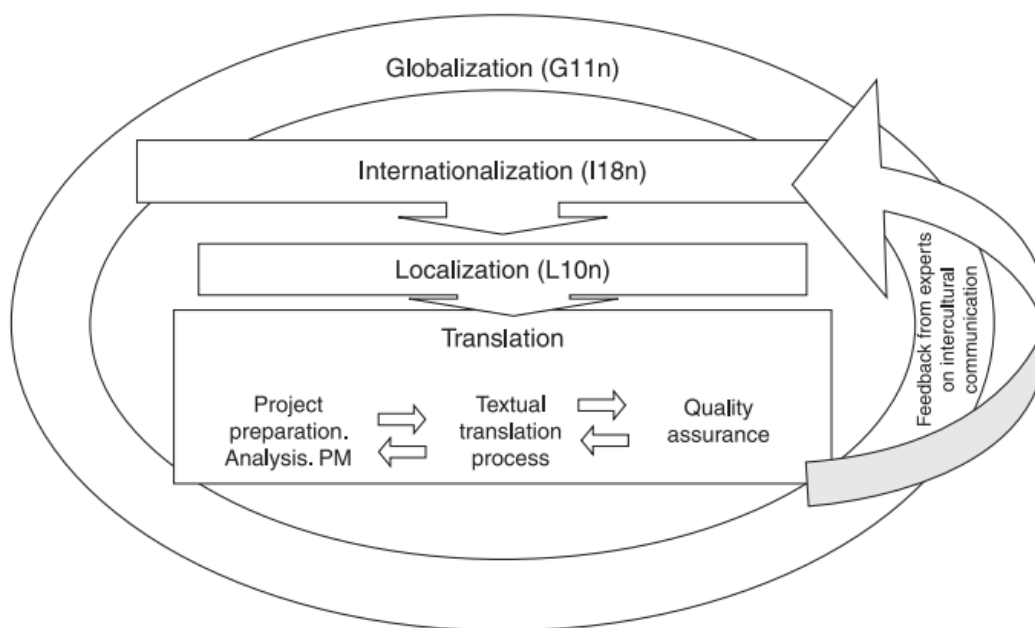 Globalization (G11n)
Internationalization (I18n)
Localization (L10n)
Translation
Project
preparation.
Analysis. PM
Textual
translation
process
Quality
assurance
Feedback from experts
on intercultural
communication